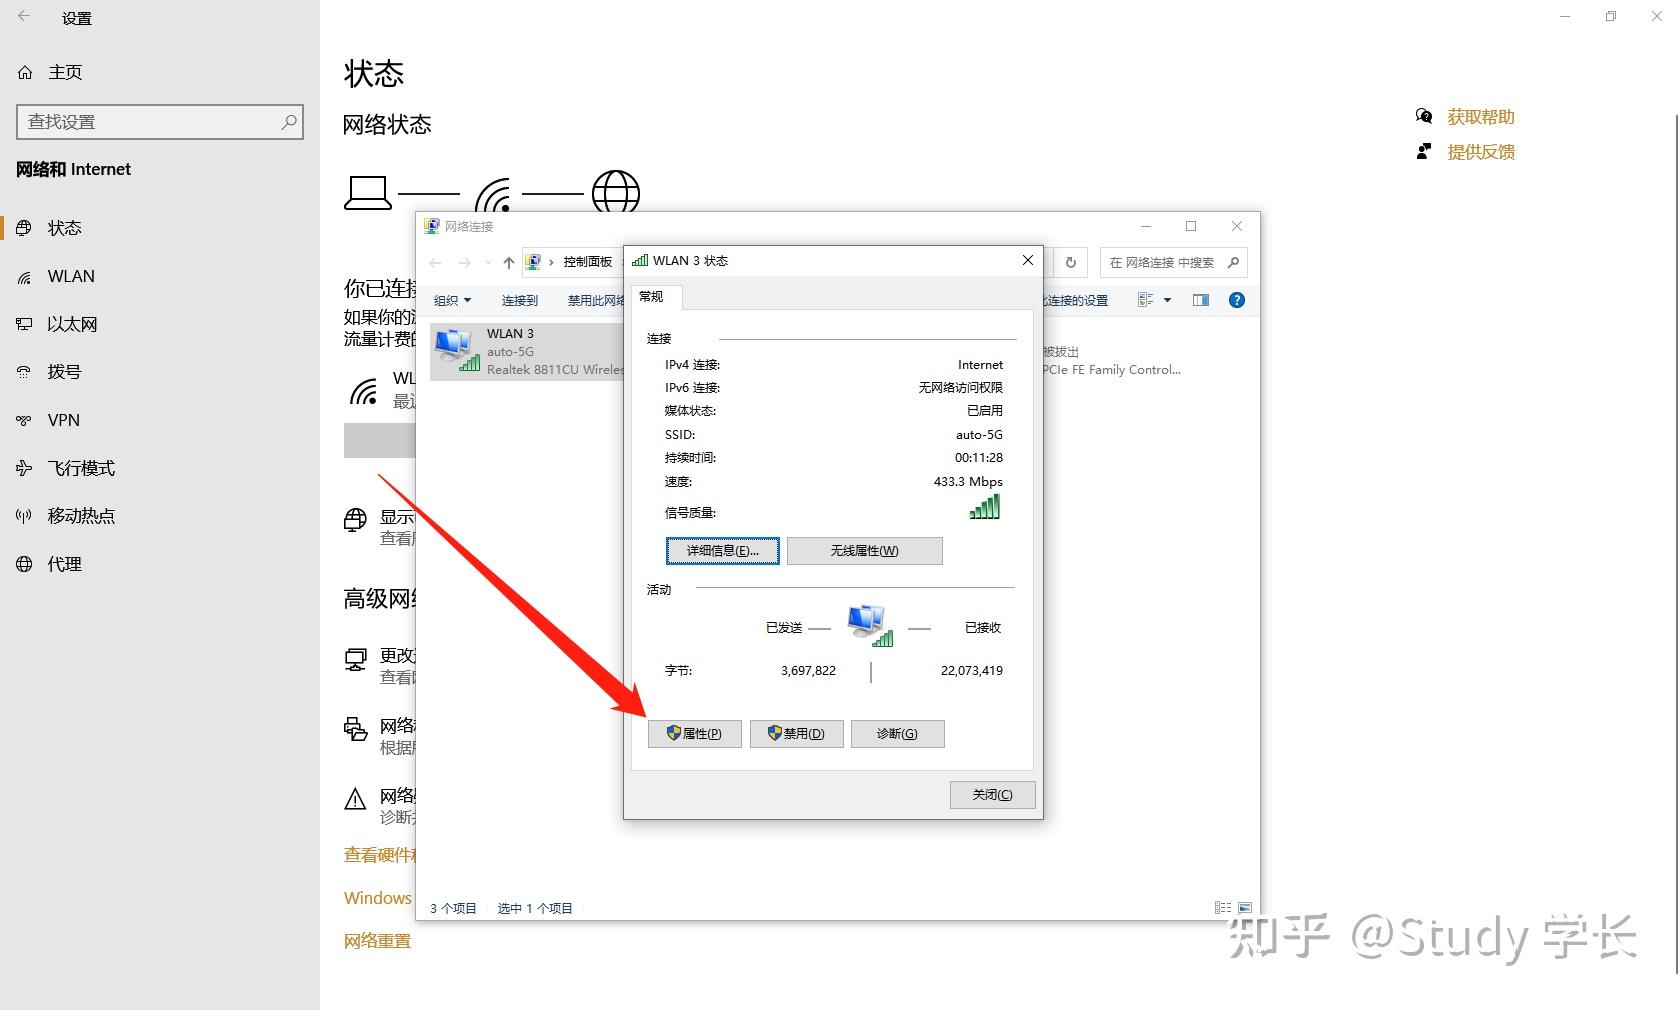 设置
主页
查找设置
网络和 Internet
状态
WLAN
以太网
拨号
VPN
飞行模式
移动热点
代理
状态
网络状态
你已连接
如果你的流
流量计费的
WL
最近
显示
查看
高级网络
更改
查看
网络和
根据
网络
诊断并
查看硬件和
Windows
网络重置
获取帮助
提供反馈
网络连接
控制面板
在 网络连接 中搜索
组织
连接到
禁用此网络
此连接的设置
WLAN 3
auto-5G
Realtek 8811CU Wireles
被拔出
PCIe FE Family Control...
3 个项目
选中 1 个项目
WLAN 3 状态
常规
连接
IPv4 连接:
Internet
IPv6 连接:
无网络访问权限
媒体状态:
已启用
SSID:
auto-5G
持续时间:
00:11:28
速度:
433.3 Mbps
信号质量:
详细信息(E)...
无线属性(W)
活动
已发送
已接收
字节:
3,697,822
22,073,419
属性(P)
禁用(D)
诊断(G)
关闭(C)
知乎 @Study 学长